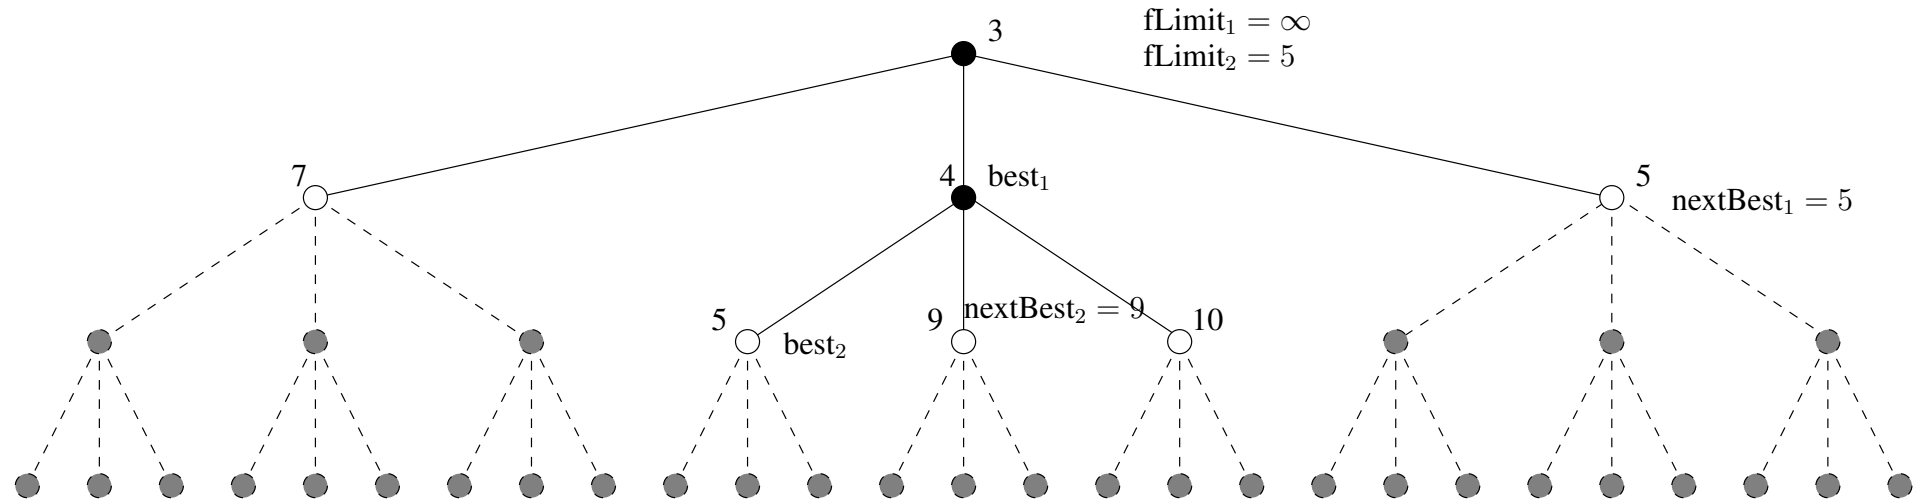 3
fLimit₁ = ∞
fLimit₂ = 5
7
4
best₁
5
nextBest₁ = 5
5
best₂
9
nextBest₂ = 9
10